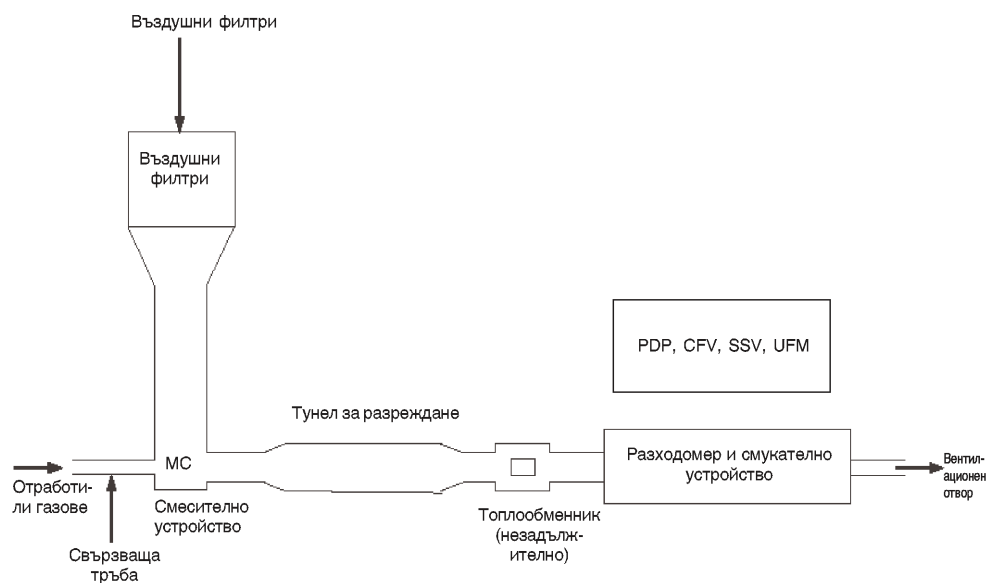 Въздушни филтри
Въздушни
филтри
PDP, CFV, SSV, UFM
Тунел за разреждане
МС
Разходомер и смукателно
устройство
Вентил-
ационен
отвор
Отработи-
ли газове
Смесително
устройство
Топлообменник
(незадълж-
ително)
Свързваща
тръба